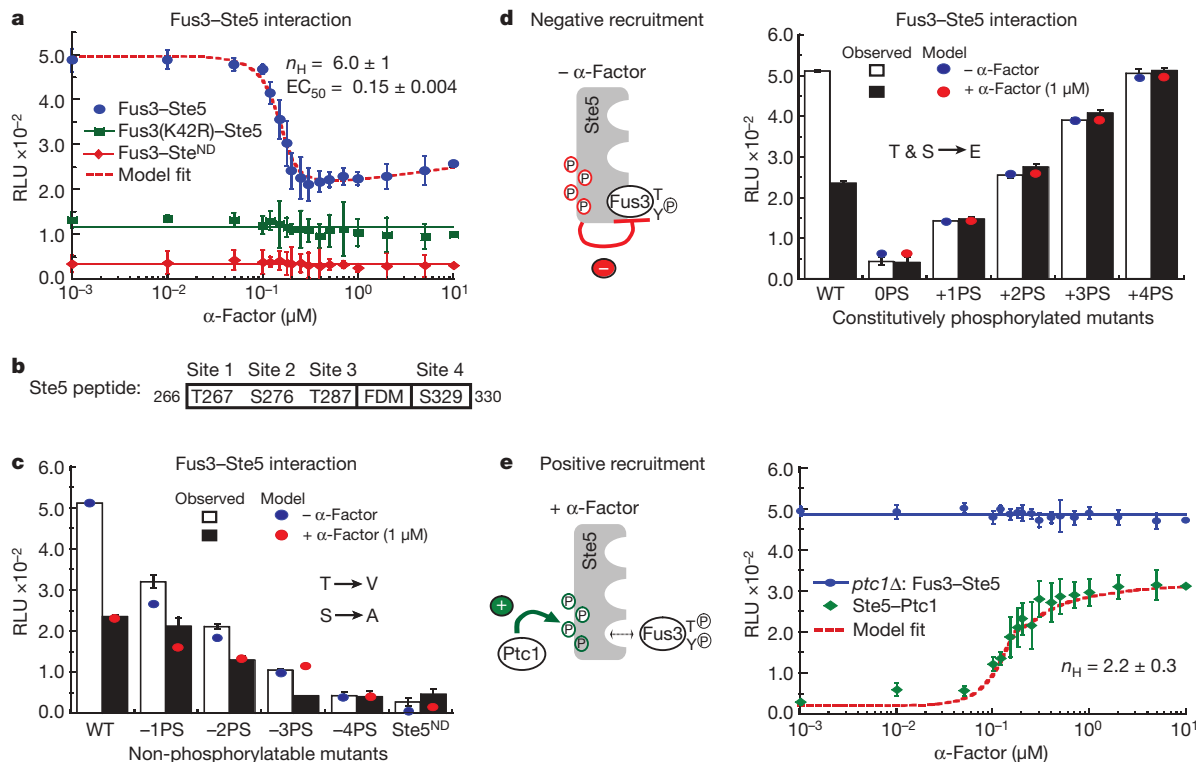 a
Fus3–Ste5 interaction
RLU ×10⁻²
5.0
4.0
3.0
2.0
1.0
0.0
nH = 6.0 ± 1
EC50 = 0.15 ± 0.004
Fus3–Ste5
Fus3(K42R)–Ste5
Fus3–SteND
Model fit
10⁻³ 10⁻² 10⁻¹ 10⁰ 10¹
α-Factor (μM)
b
Site 1 Site 2 Site 3 Site 4
Ste5 peptide: 266 T267 S276 T287 FDM S329 330
c
Fus3–Ste5 interaction
RLU ×10⁻²
6.0
5.0
4.0
3.0
2.0
1.0
0.0
Observed Model
– α-Factor
+ α-Factor (1 μM)
T → V
S → A
WT –1PS –2PS –3PS –4PS Ste5ND
Non-phosphorylatable mutants
d Negative recruitment
– α-Factor
Ste5
P
P
P
P
Fus3 T
Y P
–
Fus3–Ste5 interaction
RLU ×10⁻²
6.0
5.0
4.0
3.0
2.0
1.0
0.0
Observed Model
– α-Factor
+ α-Factor (1 μM)
T & S → E
WT 0PS +1PS +2PS +3PS +4PS
Constitutively phosphorylated mutants
e Positive recruitment
+ α-Factor
Ste5
+
P
P
P
P
Ptc1
Fus3 T P
Y P
RLU ×10⁻²
6.0
5.0
4.0
3.0
2.0
1.0
0.0
ptc1Δ: Fus3–Ste5
Ste5–Ptc1
Model fit
nH = 2.2 ± 0.3
10⁻³ 10⁻² 10⁻¹ 10⁰ 10¹
α-Factor (μM)